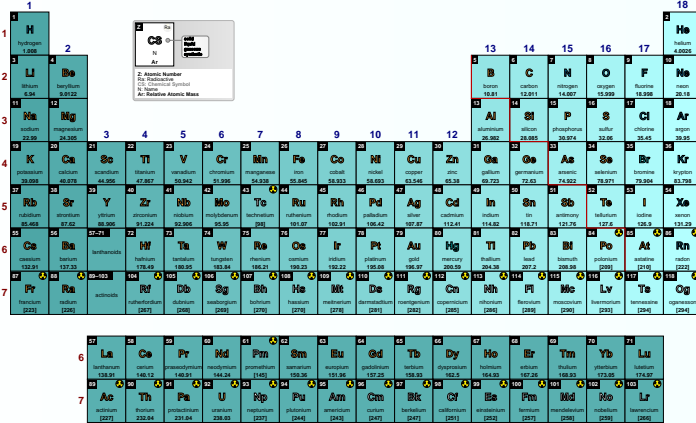 1 18
1 2
1 H He
hydrogen helium
1.008 4.0026
Z Ra
CS
solid
liquid
gaseous
synthetic
N
Ar
Z: Atomic Number
Ra: Radioactive
CS: Chemical Symbol
N: Name
Ar: Relative Atomic Mass
2 13 14 15 16 17
3 4 5 6 7 8 9 10
2 Li Be B C N O F Ne
lithium beryllium boron carbon nitrogen oxygen fluorine neon
6.94 9.0122 10.81 12.011 14.007 15.999 18.998 20.18
11 12 13 14 15 16 17 18
3 Na Mg Al Si P S Cl Ar
sodium magnesium aluminium silicon phosphorus sulfur chlorine argon
22.99 24.305 26.982 28.085 30.974 32.06 35.45 39.95
3 4 5 6 7 8 9 10 11 12
19 20 21 22 23 24 25 26 27 28 29 30 31 32 33 34 35 36
4 K Ca Sc Ti V Cr Mn Fe Co Ni Cu Zn Ga Ge As Se Br Kr
potassium calcium scandium titanium vanadium chromium manganese iron cobalt nickel copper zinc gallium germanium arsenic selenium bromine krypton
39.098 40.078 44.956 47.867 50.942 51.996 54.938 55.845 58.933 58.693 63.546 65.38 69.723 72.63 74.922 78.971 79.904 83.798
37 38 39 40 41 42 43 44 45 46 47 48 49 50 51 52 53 54
5 Rb Sr Y Zr Nb Mo Tc Ru Rh Pd Ag Cd In Sn Sb Te I Xe
rubidium strontium yttrium zirconium niobium molybdenum technetium ruthenium rhodium palladium silver cadmium indium tin antimony tellurium iodine xenon
85.468 87.62 88.906 91.224 92.906 95.95 [98] 101.07 102.91 106.42 107.87 112.41 114.82 118.71 121.76 127.6 126.9 131.29
55 56 57–71 72 73 74 75 76 77 78 79 80 81 82 83 84 85 86
6 Cs Ba lanthanoids Hf Ta W Re Os Ir Pt Au Hg Tl Pb Bi Po At Rn
caesium barium hafnium tantalum tungsten rhenium osmium iridium platinum gold mercury thallium lead bismuth polonium astatine radon
132.91 137.33 178.49 180.95 183.84 186.21 190.23 192.22 195.08 196.97 200.59 204.38 207.2 208.98 [209] [210] [222]
87 88 89–103 104 105 106 107 108 109 110 111 112 113 114 115 116 117 118
7 Fr Ra actinoids Rf Db Sg Bh Hs Mt Ds Rg Cn Nh Fl Mc Lv Ts Og
francium radium rutherfordium dubnium seaborgium bohrium hassium meitnerium darmstadtium roentgenium copernicium nihonium flerovium moscovium livermorium tennessine oganesson
[223] [226] [267] [268] [269] [270] [270] [278] [281] [282] [285] [286] [289] [290] [293] [294] [294]
57 58 59 60 61 62 63 64 65 66 67 68 69 70 71
6 La Ce Pr Nd Pm Sm Eu Gd Tb Dy Ho Er Tm Yb Lu
lanthanum cerium praseodymium neodymium promethium samarium europium gadolinium terbium dysprosium holmium erbium thulium ytterbium lutetium
138.91 140.12 140.91 144.24 [145] 150.36 151.96 157.25 158.93 162.5 164.93 167.26 168.93 173.05 174.97
89 90 91 92 93 94 95 96 97 98 99 100 101 102 103
7 Ac Th Pa U Np Pu Am Cm Bk Cf Es Fm Md No Lr
actinium thorium protactinium uranium neptunium plutonium americium curium berkelium californium einsteinium fermium mendelevium nobelium lawrencium
[227] 232.04 231.04 238.03 [237] [244] [243] [247] [247] [251] [252] [257] [258] [259] [266]